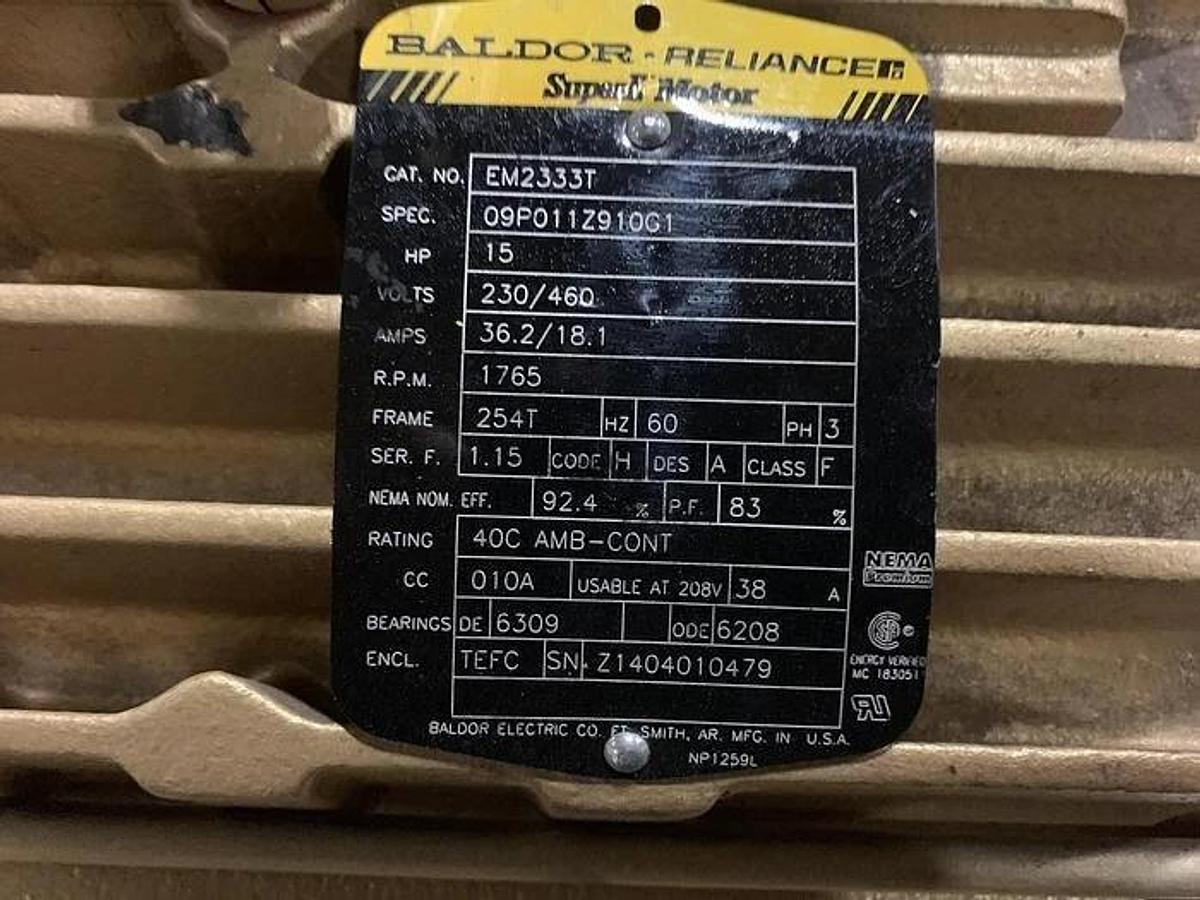 BALDOR · RELIANCE
Super-E Motor
CAT. NO. EM2333T
SPEC. 09P011Z910G1
HP 15
VOLTS 230/460
AMPS 36.2/18.1
R.P.M. 1765
FRAME 254T HZ 60 PH 3
SER. F. 1.15 CODE H DES A CLASS F
NEMA NOM. EFF. 92.4 % P.F. 83 %
RATING 40C AMB-CONT
NEMA
Premium
CC 010A USABLE AT 208V 38 A
BEARINGS DE 6309 ODE 6208
ENCL. TEFC SN. Z1404010479
ENERGY VERIFIED
MC 183051
BALDOR ELECTRIC CO. FT. SMITH, AR. MFG. IN U.S.A.
NP1259L